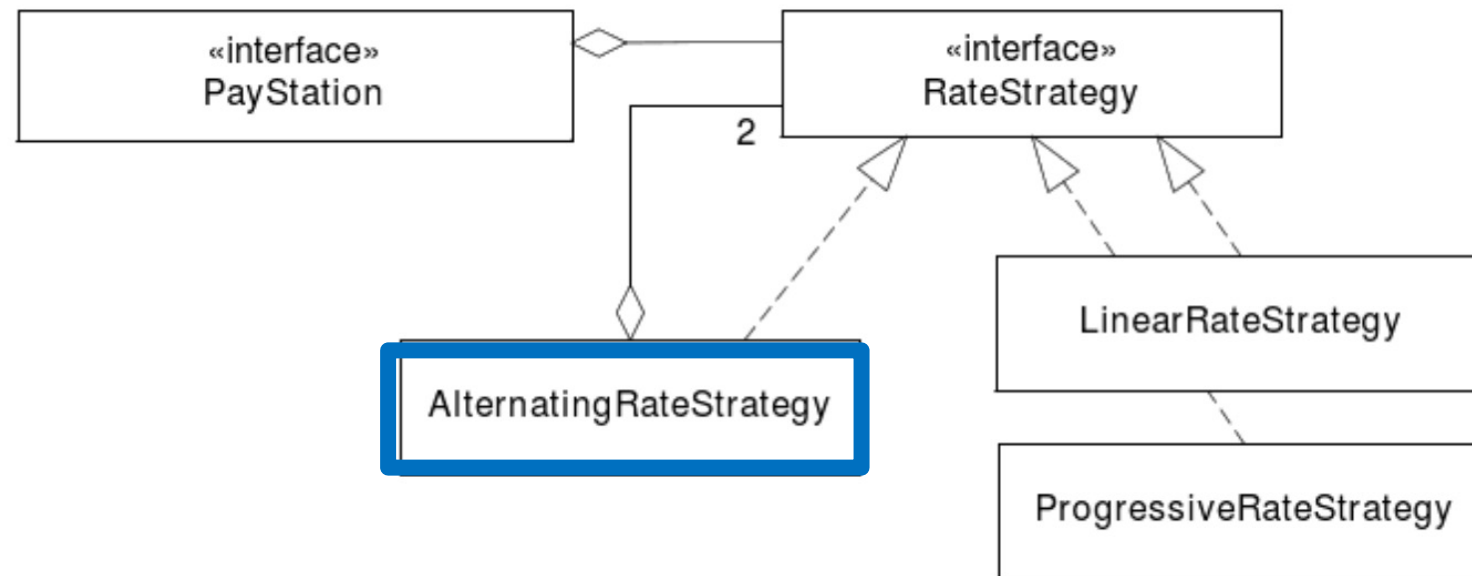 «interface»
PayStation
«interface»
RateStrategy
2
AlternatingRateStrategy
LinearRateStrategy
ProgressiveRateStrategy